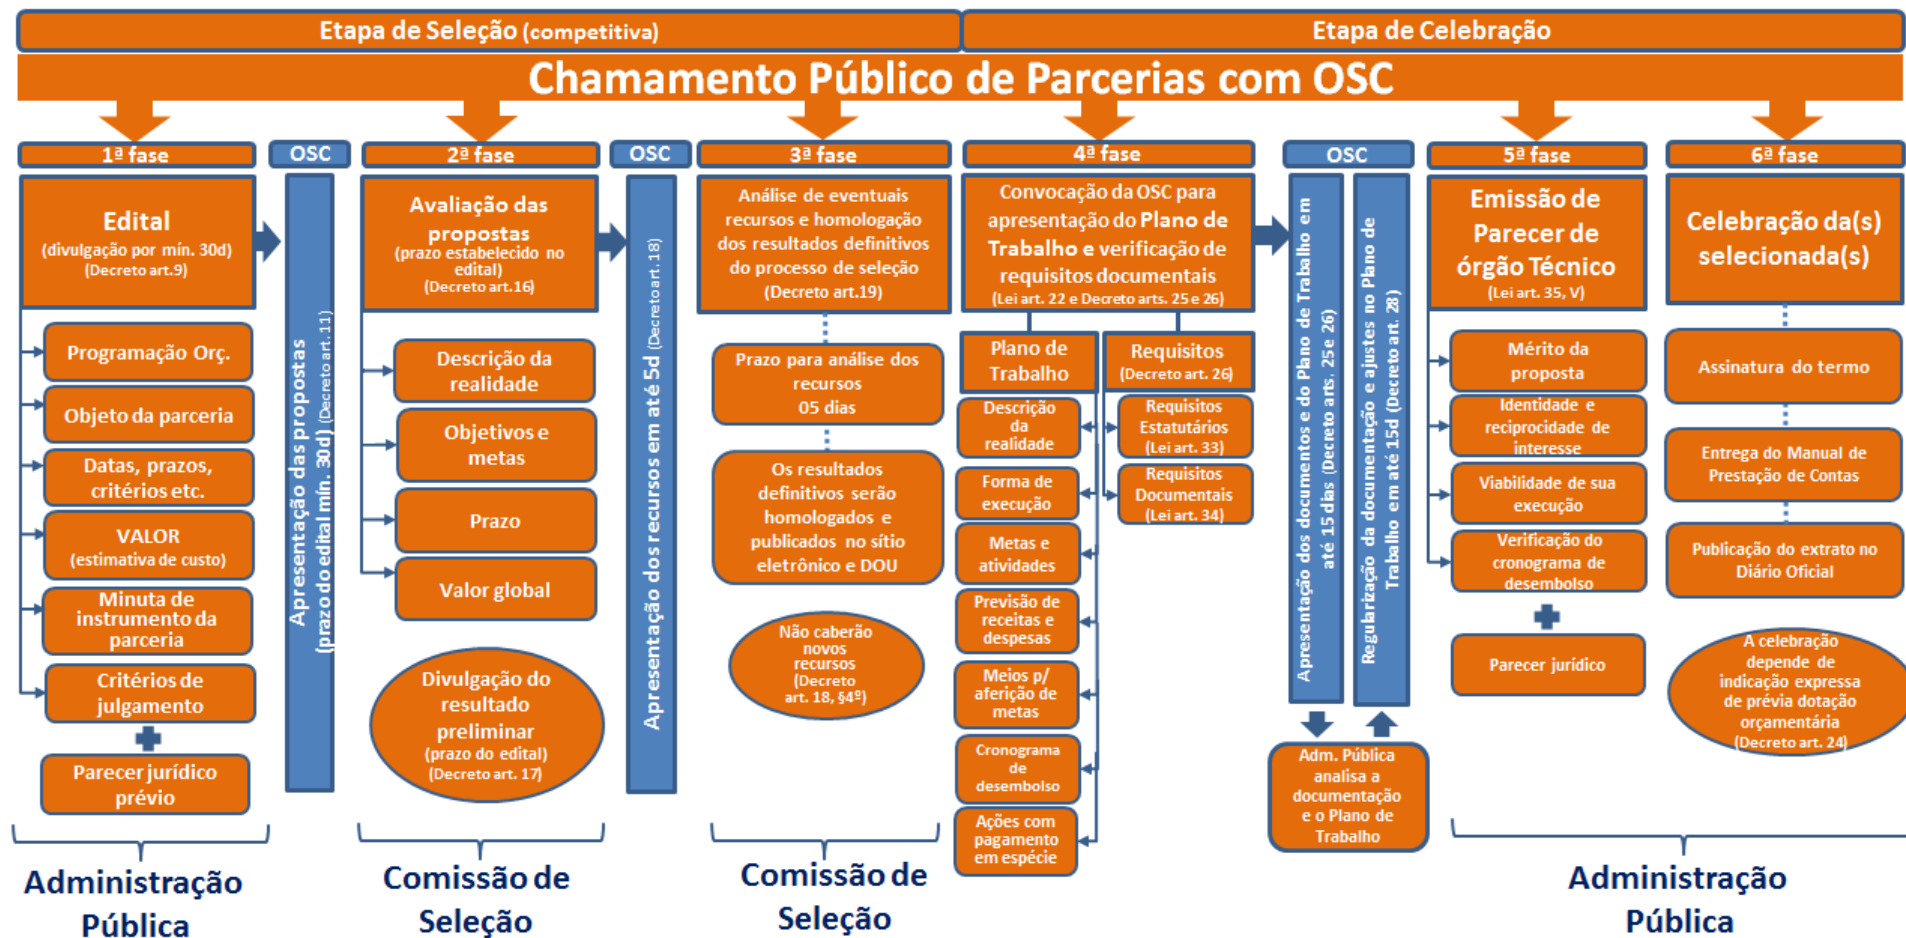 Etapa de Seleção (competitiva)
Etapa de Celebração
Chamamento Público de Parcerias com OSC
1ª fase
Edital
(divulgação por mín. 30d)
(Decreto art.9)
Programação Orç.
Objeto da parceria
Datas, prazos,
critérios etc.
VALOR
(estimativa de custo)
Minuta de
instrumento da
parceria
Critérios de
julgamento
Parecer jurídico
prévio
Administração
Pública
OSC
Apresentação das propostas
(prazo do edital mín. 30d) (Decreto art.11)
2ª fase
Avaliação das
propostas
(prazo estabelecido no
edital)
(Decreto art.16)
Descrição da
realidade
Objetivos e
metas
Prazo
Valor global
Divulgação do
resultado
preliminar
(prazo do edital)
(Decreto art. 17)
Comissão de
Seleção
OSC
Apresentação dos recursos em até 5d (Decreto art. 18)
3ª fase
Análise de eventuais
recursos e homologação
dos resultados definitivos
do processo de seleção
(Decreto art.19)
Prazo para análise dos
recursos
05 dias
Os resultados
definitivos serão
homologados e
publicados no sítio
eletrônico e DOU
Não caberão
novos
recursos
(Decreto
art. 18, §4º)
Comissão de
Seleção
4ª fase
Convocação da OSC para
apresentação do Plano de
Trabalho e verificação de
requisitos documentais
(Lei art. 22 e Decreto arts. 25 e 26)
Plano de
Trabalho
Descrição
da
realidade
Forma de
execução
Metas e
atividades
Previsão de
receitas e
despesas
Meios p/
aferição de
metas
Cronograma
de
desembolso
Ações com
pagamento
em espécie
Requisitos
(Decreto art. 26)
Requisitos
Estatutários
(Lei art. 33)
Requisitos
Documentais
(Lei art. 34)
OSC
Apresentação dos documentos e do Plano de Trabalho em
até 15 dias (Decreto arts. 25 e 26)
Regularização da documentação e ajustes no Plano de
Trabalho em até 15d (Decreto art. 28)
Adm. Pública
analisa a
documentação
e o Plano de
Trabalho
5ª fase
Emissão de
Parecer de
órgão Técnico
(Lei art. 35, V)
Mérito da
proposta
Identidade e
reciprocidade de
interesse
Viabilidade de sua
execução
Verificação do
cronograma de
desembolso
Parecer jurídico
6ª fase
Celebração da(s)
selecionada(s)
Assinatura do termo
Entrega do Manual de
Prestação de Contas
Publicação do extrato no
Diário Oficial
A celebração
depende de
indicação expressa
de prévia dotação
orçamentária
(Decreto art. 24)
Administração
Pública